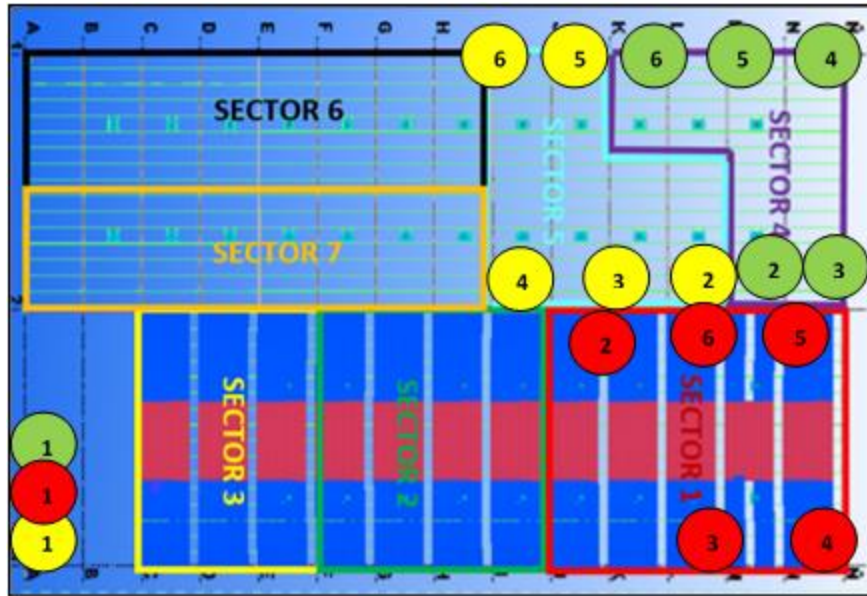 A B C D E F G H J K L N N
6 5 6 5 4
SECTOR 6
SECTOR 5
SECTOR 4
SECTOR 7
4 3 2 2 3
2 6 5
SECTOR 3
SECTOR 2
SECTOR 1
1
1
1
3 4
A B D E F G H J K N N